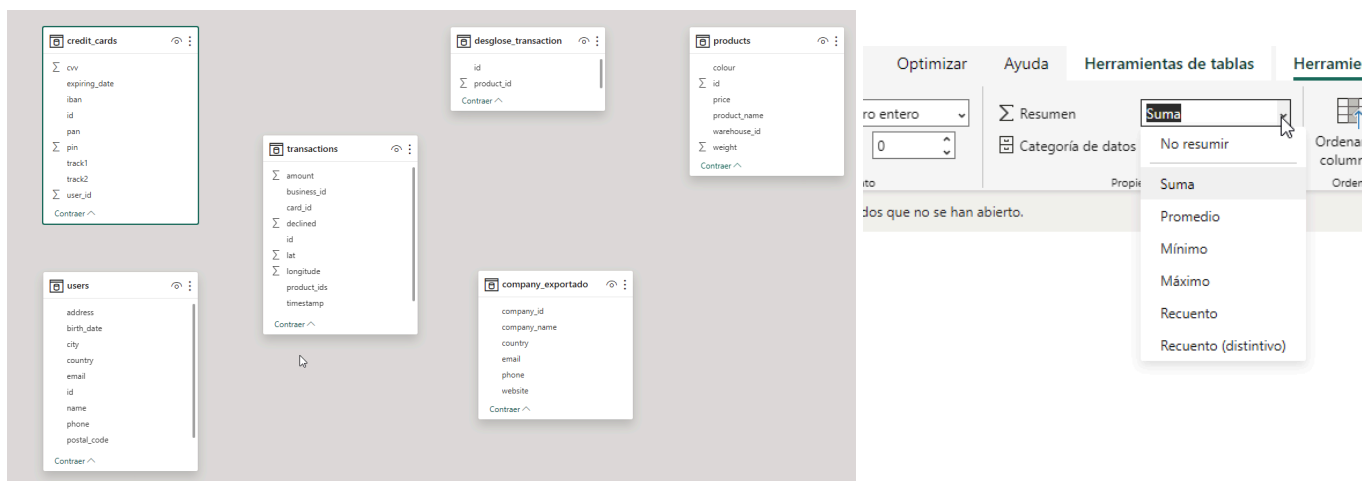 credit_cards
∑ cvv
expiring_date
iban
id
pan
∑ pin
track1
track2
∑ user_id
Contraer
desglose_transaction
id
∑ product_id
Contraer
products
colour
∑ id
price
product_name
warehouse_id
∑ weight
Contraer
transactions
∑ amount
business_id
card_id
∑ declined
id
∑ lat
∑ longitude
product_ids
timestamp
Contraer
users
address
birth_date
city
country
email
id
name
phone
postal_code
Contraer
company_exportado
company_id
company_name
country
email
phone
website
Contraer
Optimizar Ayuda Herramientas de tablas Herramie
ro entero ∑ Resumen Suma
0 Categoría de datos Ordena
column
to Propie Orden
dos que no se han abierto.
No resumir
Suma
Promedio
Mínimo
Máximo
Recuento
Recuento (distintivo)